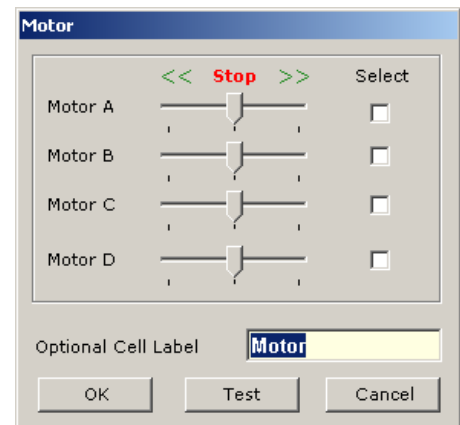 Motor
<< Stop >> Select
Motor A
Motor B
Motor C
Motor D
Optional Cell Label Motor
OK Test Cancel